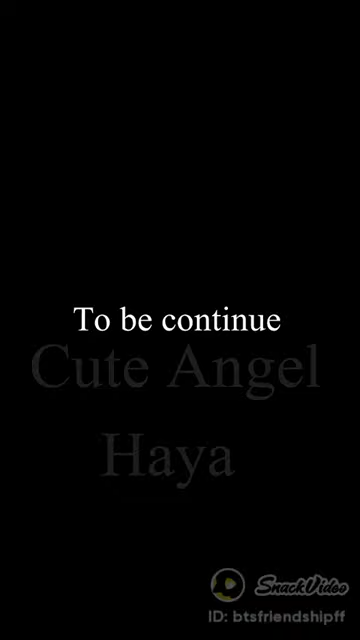 To be continue
Cute Angel
Haya
SnackVideo
ID: btsfriendshipff